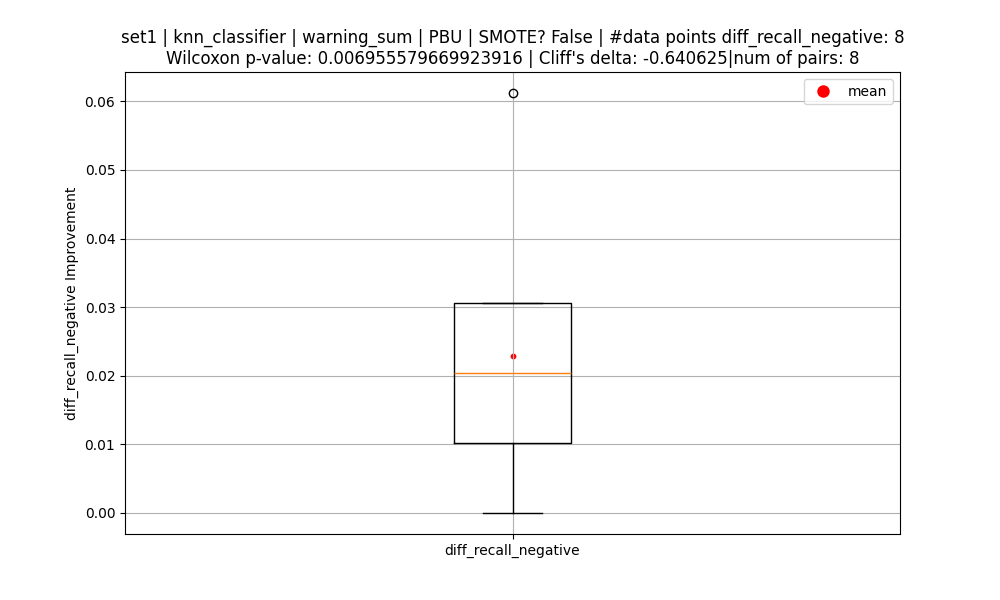 set1 | knn_classifier | warning_sum | PBU | SMOTE? False | #data points diff_recall_negative: 8
Wilcoxon p-value: 0.006955579669923916 | Cliff's delta: -0.640625|num of pairs: 8
mean
0.06
0.05
0.04
0.03
0.02
0.01
0.00
diff_recall_negative Improvement
diff_recall_negative